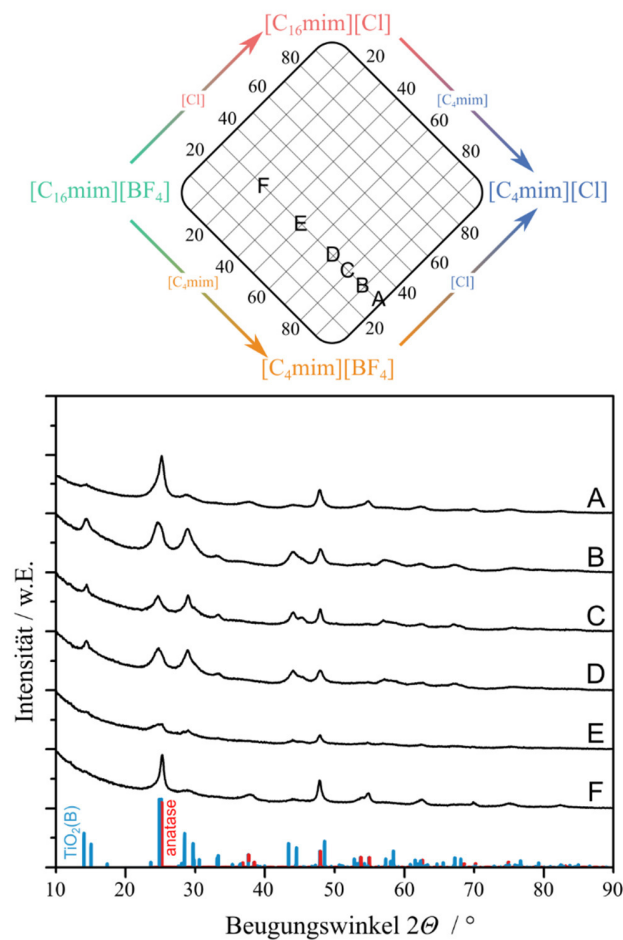 [C₁₆mim][Cl]
80 20
60 40
[Cl] [C₄mim]
40 60
20 80
F
[C₁₆mim][BF₄] [C₄mim][Cl]
E
20 80
D
40 C 60
[C₄mim] B [Cl]
60 A 40
80 20
[C₄mim][BF₄]
Intensität / w.E.
A
B
C
D
E
F
TiO₂(B)
anatase
10 20 30 40 50 60 70 80 90
Beugungswinkel 2Θ / °